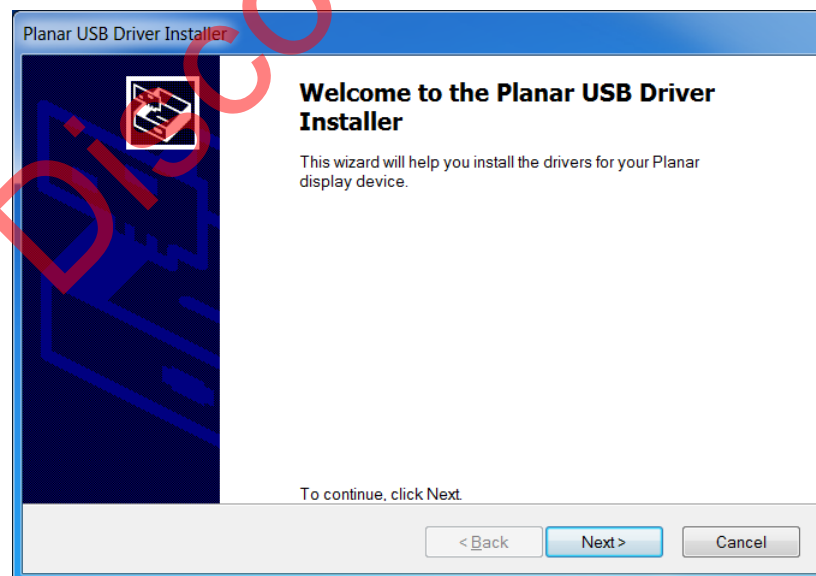 Planar USB Driver Installer
Welcome to the Planar USB Driver
Installer
This wizard will help you install the drivers for your Planar
display device.
To continue, click Next.
< Back
Next >
Cancel
Disco